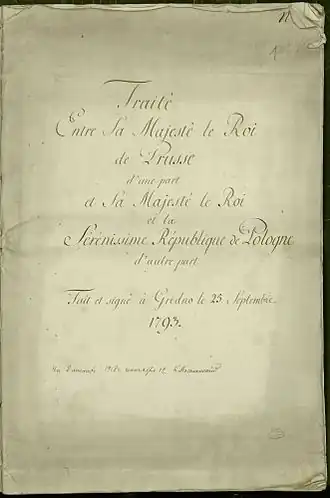 11
Traité
Entre Sa Majesté le Roi
de Prusse
d'une part
et Sa Majesté le Roi
et la
Sérénissime République de Pologne
d'autre part
Fait et signé à Grodno le 25 Septembre
1793.